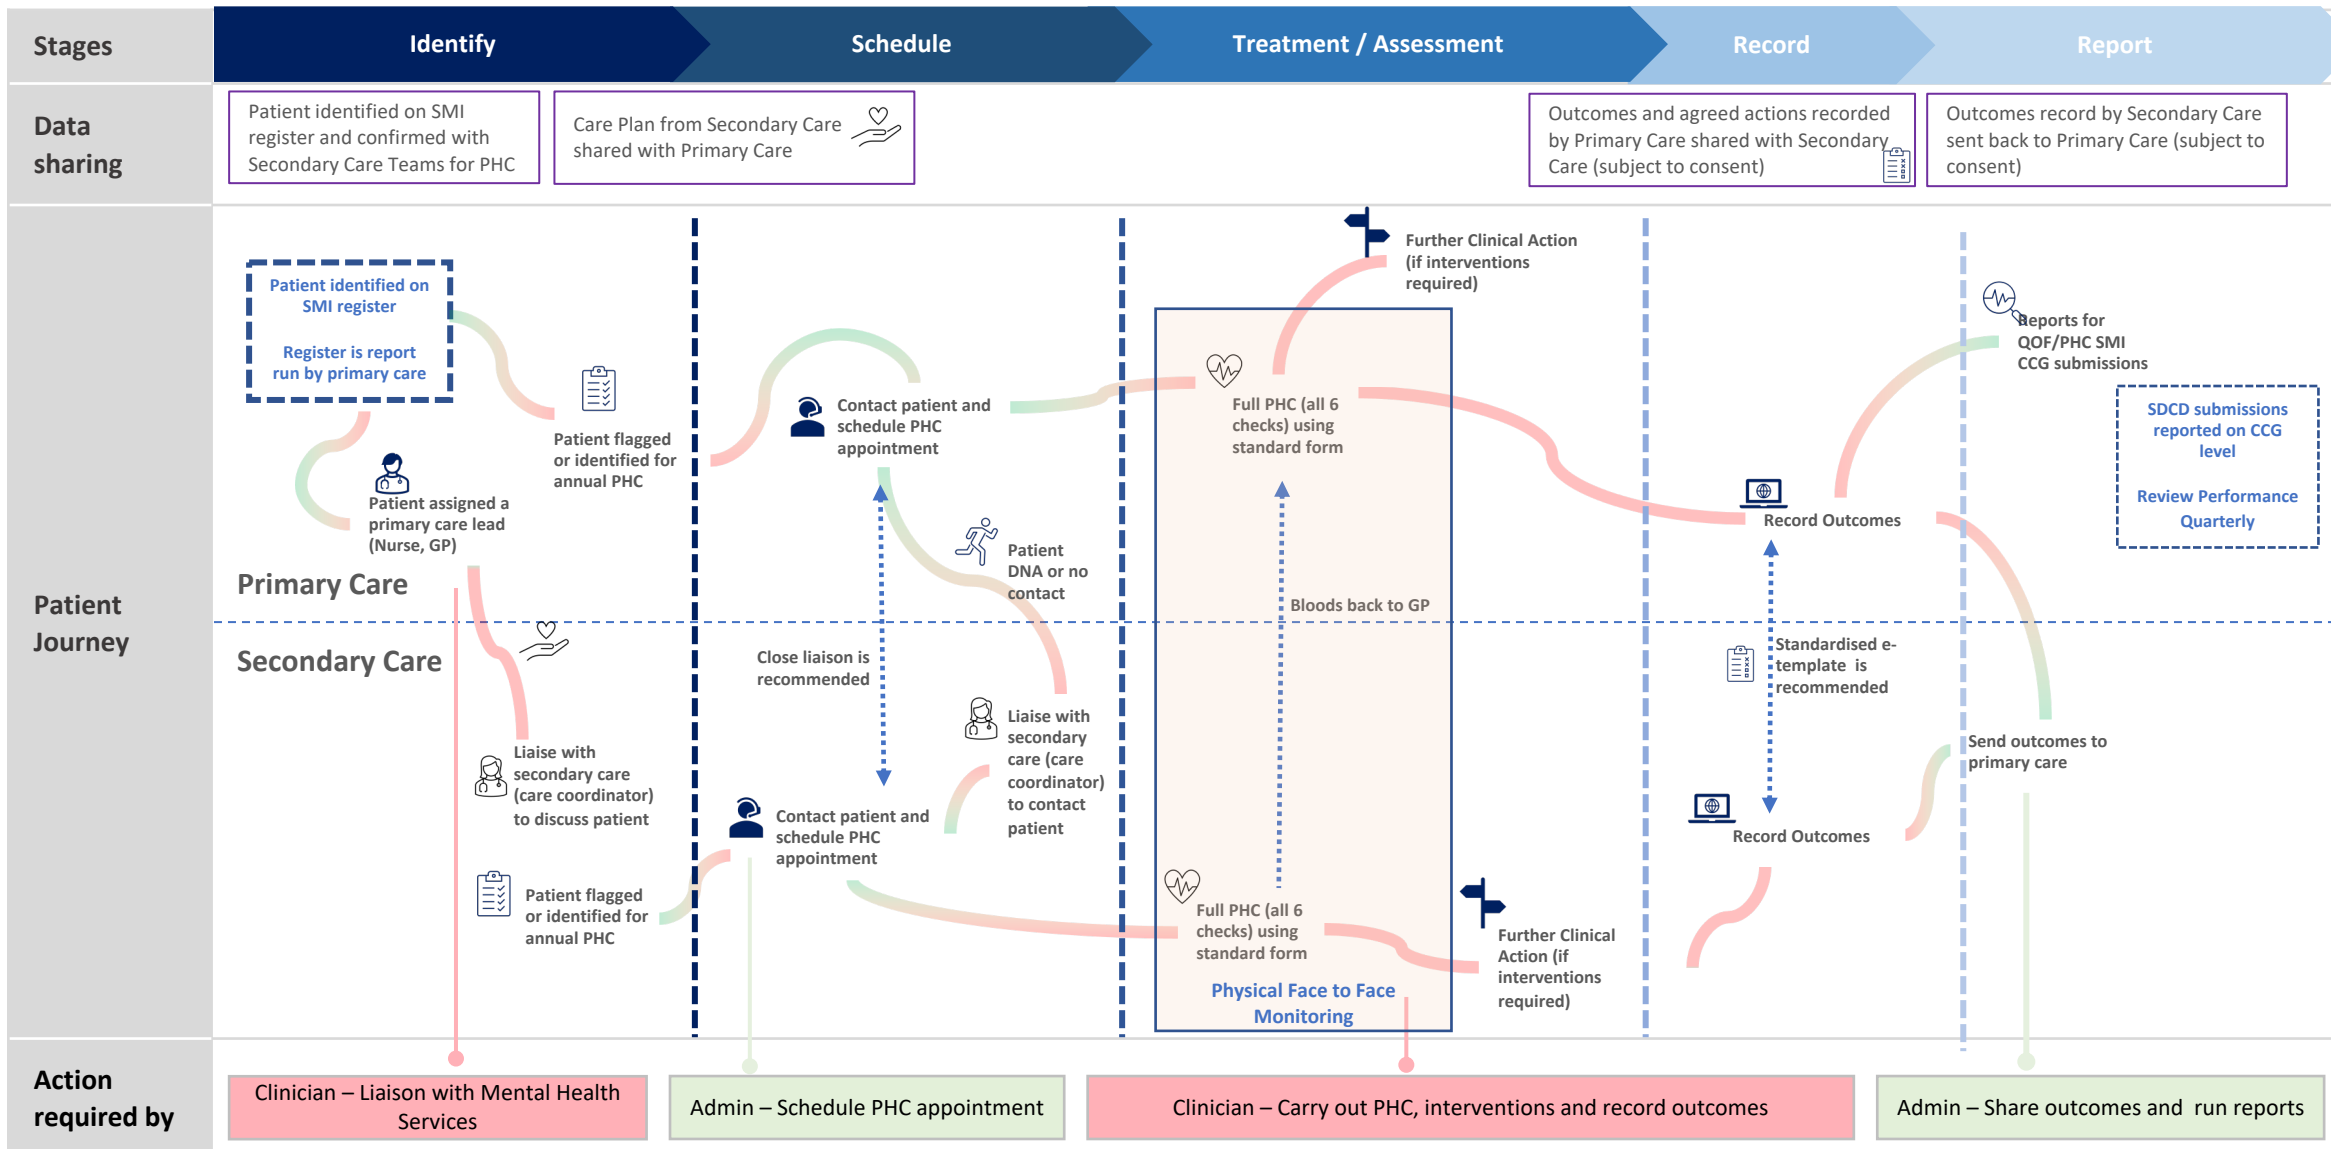 Stages
Identify
Schedule
Treatment / Assessment
Record
Report
Data
sharing
Patient identified on SMI
register and confirmed with
Secondary Care Teams for PHC
Care Plan from Secondary Care
shared with Primary Care
Outcomes and agreed actions recorded
by Primary Care shared with Secondary
Care (subject to consent)
Outcomes record by Secondary Care
sent back to Primary Care (subject to
consent)
Patient
Journey
Patient identified on
SMI register
Register is report
run by primary care
Patient flagged
or identified for
annual PHC
Patient assigned a
primary care lead
(Nurse, GP)
Primary Care
Secondary Care
Liaise with
secondary care
(care coordinator)
to discuss patient
Patient flagged
or identified for
annual PHC
Contact patient and
schedule PHC
appointment
Patient
DNA or no
contact
Close liaison is
recommended
Liaise with
secondary
care (care
coordinator)
to contact
patient
Contact patient and
schedule PHC
appointment
Further Clinical Action
(if interventions
required)
Full PHC (all 6
checks) using
standard form
Bloods back to GP
Full PHC (all 6
checks) using
standard form
Physical Face to Face
Monitoring
Further Clinical
Action (if
interventions
required)
Record Outcomes
Standardised e-
template is
recommended
Record Outcomes
Reports for
QOF/PHC SMI
CCG submissions
SDCD submissions
reported on CCG
level
Review Performance
Quarterly
Send outcomes to
primary care
Action
required by
Clinician – Liaison with Mental Health
Services
Admin – Schedule PHC appointment
Clinician – Carry out PHC, interventions and record outcomes
Admin – Share outcomes and run reports